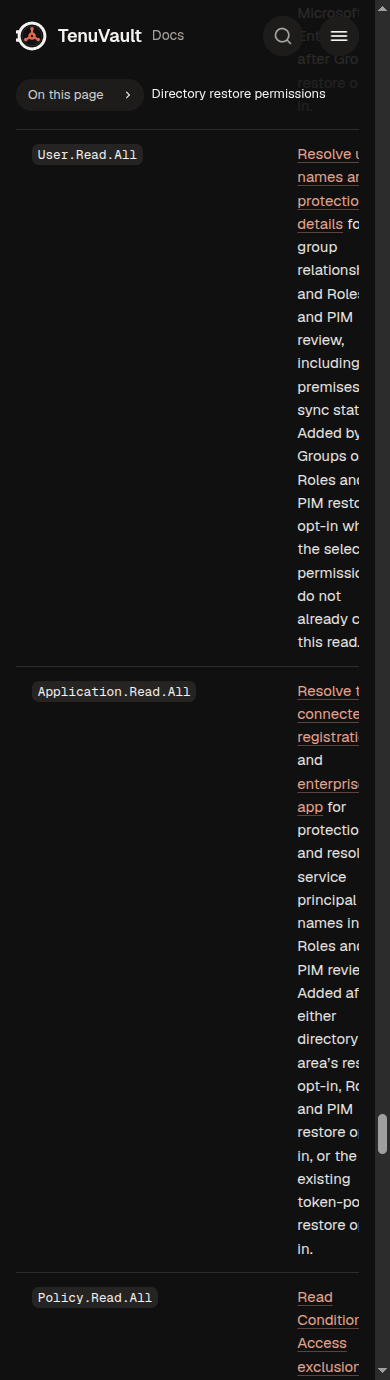 Microsoft
TenuVault Docs
after Gro
restore o
On this page > Directory restore permissions
in.
User.Read.All
Resolve u
names an
protectio
details fo
group
relationsh
and Roles
and PIM
review,
including
premises
sync stat
Added by
Groups o
Roles and
PIM resto
opt-in wh
the selec
permissio
do not
already c
this read.
Application.Read.All
Resolve t
connecte
registrati
and
enterpris
app for
protectio
and resol
service
principal
names in
Roles and
PIM revie
Added af
either
directory
area's res
opt-in, Ro
and PIM
restore o
in, or the
existing
token-po
restore o
in.
Policy.Read.All
Read
Condition
Access
exclusion